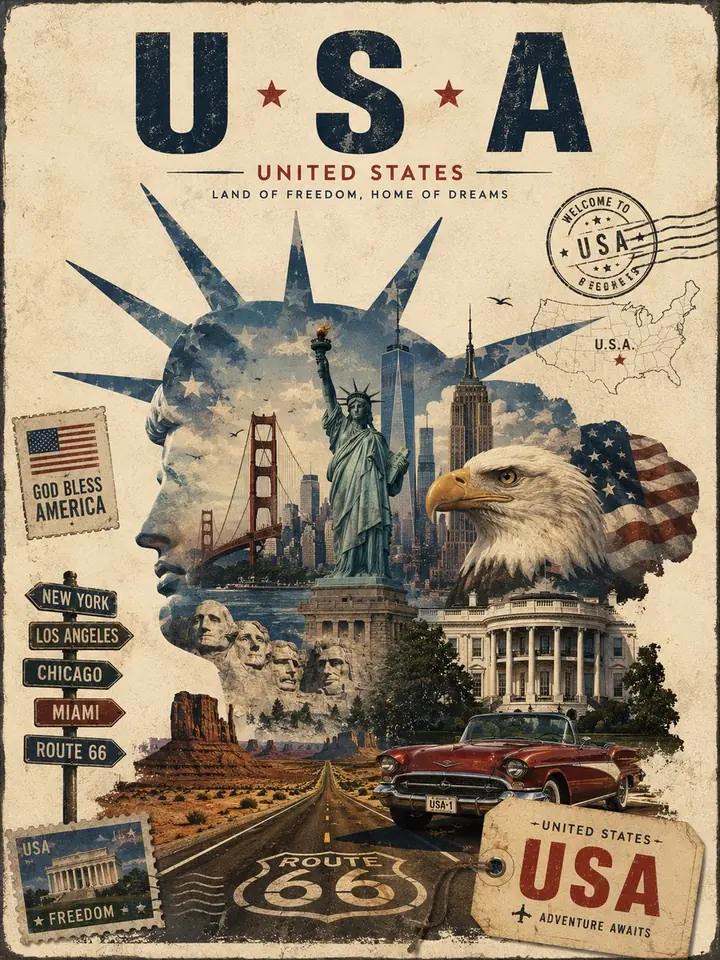 U ★ S ★ A
UNITED STATES
LAND OF FREEDOM, HOME OF DREAMS
WELCOME TO
★ USA ★
U.S.A.
GOD BLESS
AMERICA
NEW YORK
LOS ANGELES
CHICAGO
MIAMI
ROUTE 66
USA-1
USA
★ FREEDOM ★
ROUTE
66
UNITED STATES
USA
ADVENTURE AWAITS